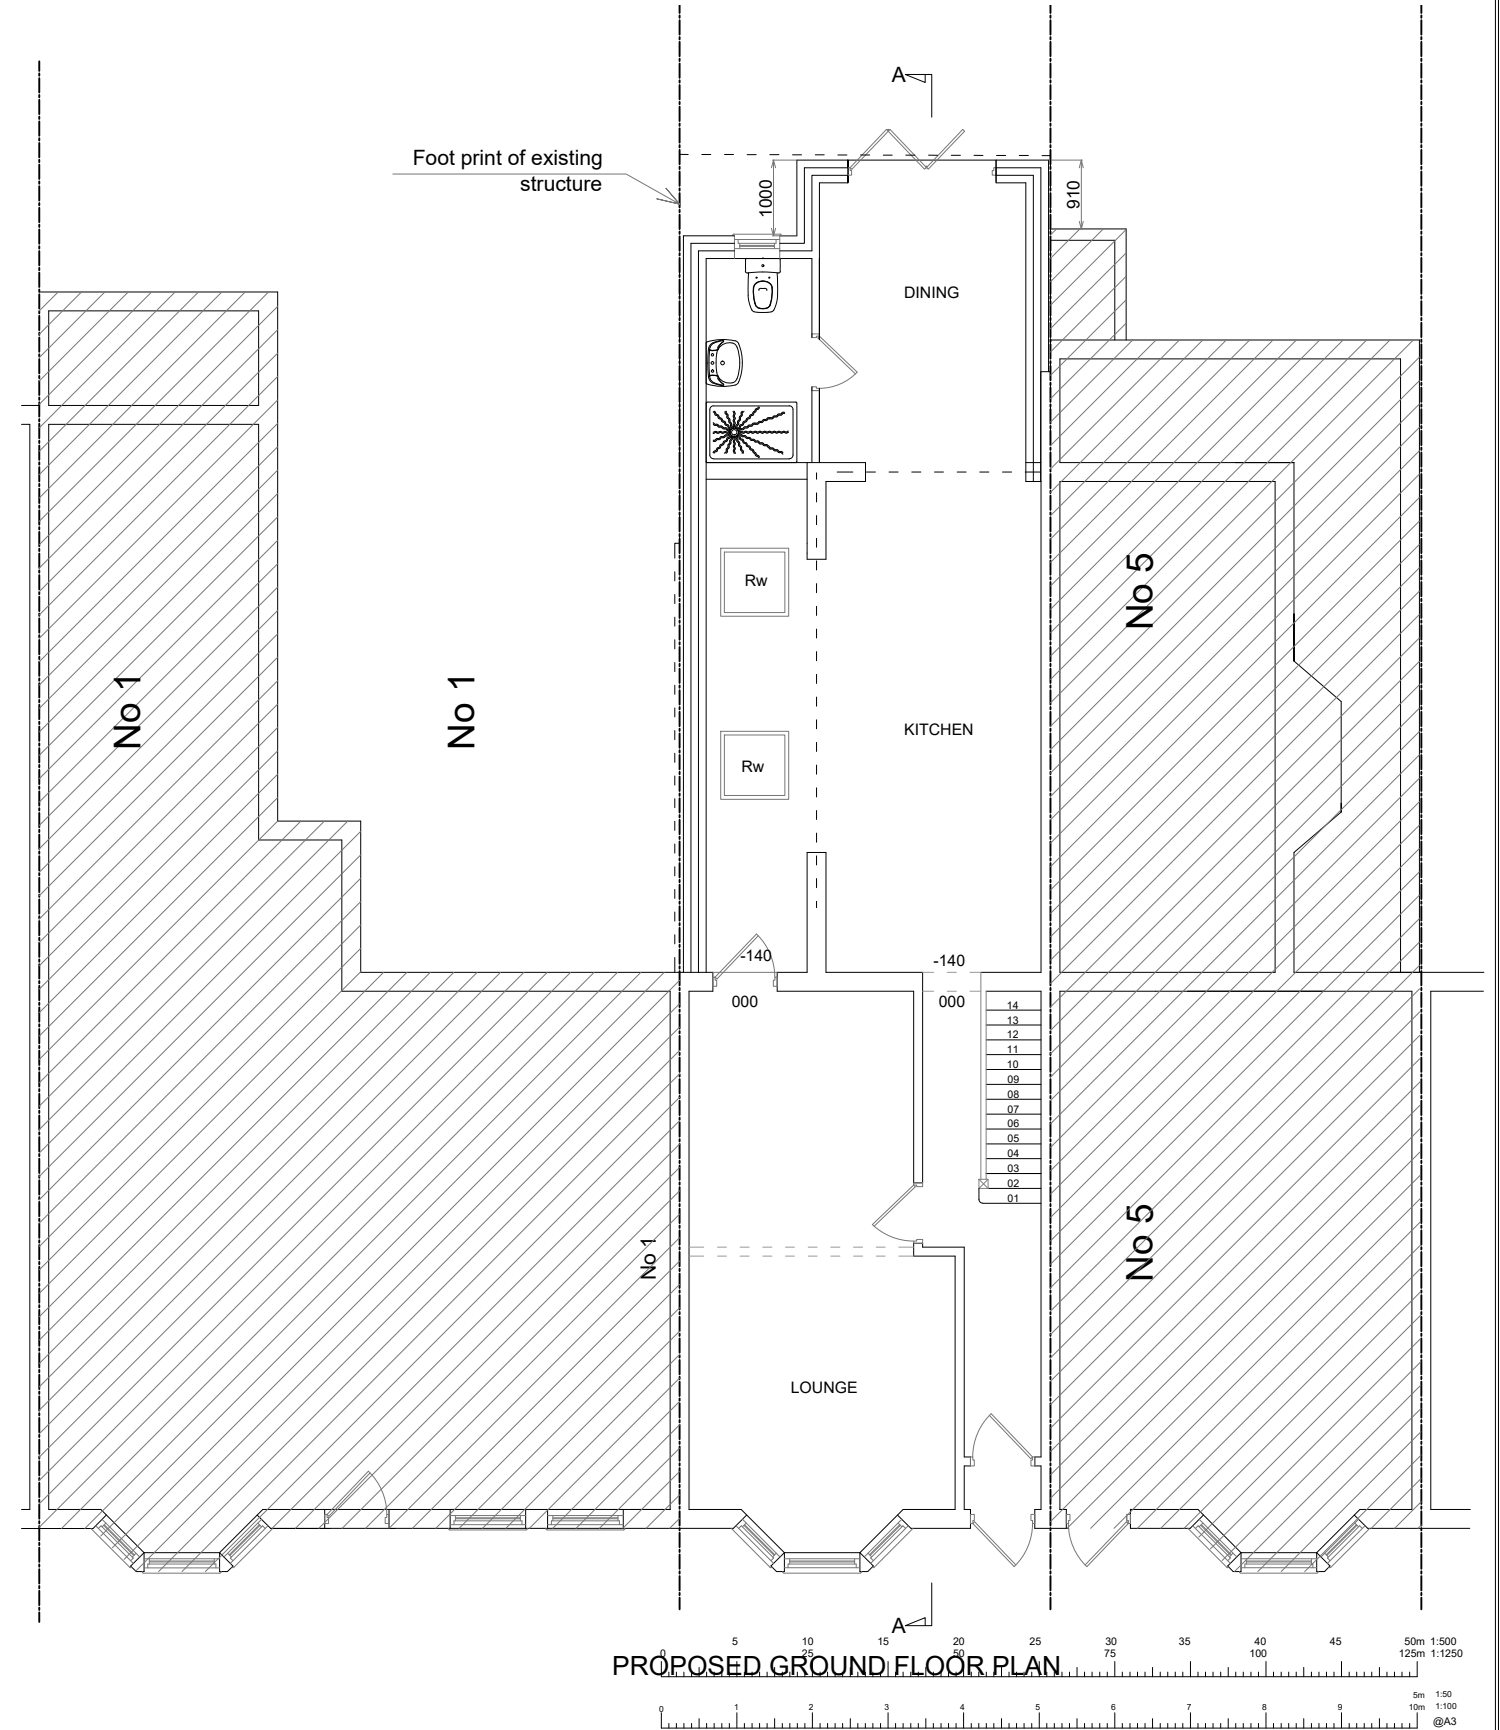 A
Foot print of existing
structure
1000
910
DINING
Rw
No 5
No 1
No 1
KITCHEN
Rw
-140
-140
000
000
14
13
12
11
10
09
08
07
06
05
04
03
02
01
No 1
No 5
LOUNGE
A
5 10 15 20 25 30 35 40 45 50m 1:500
0 25 50 75 100 125m 1:1250
PROPOSED GROUND FLOOR PLAN
5m 1:50
0 1 2 3 4 5 6 7 8 9 10m 1:100
@A3